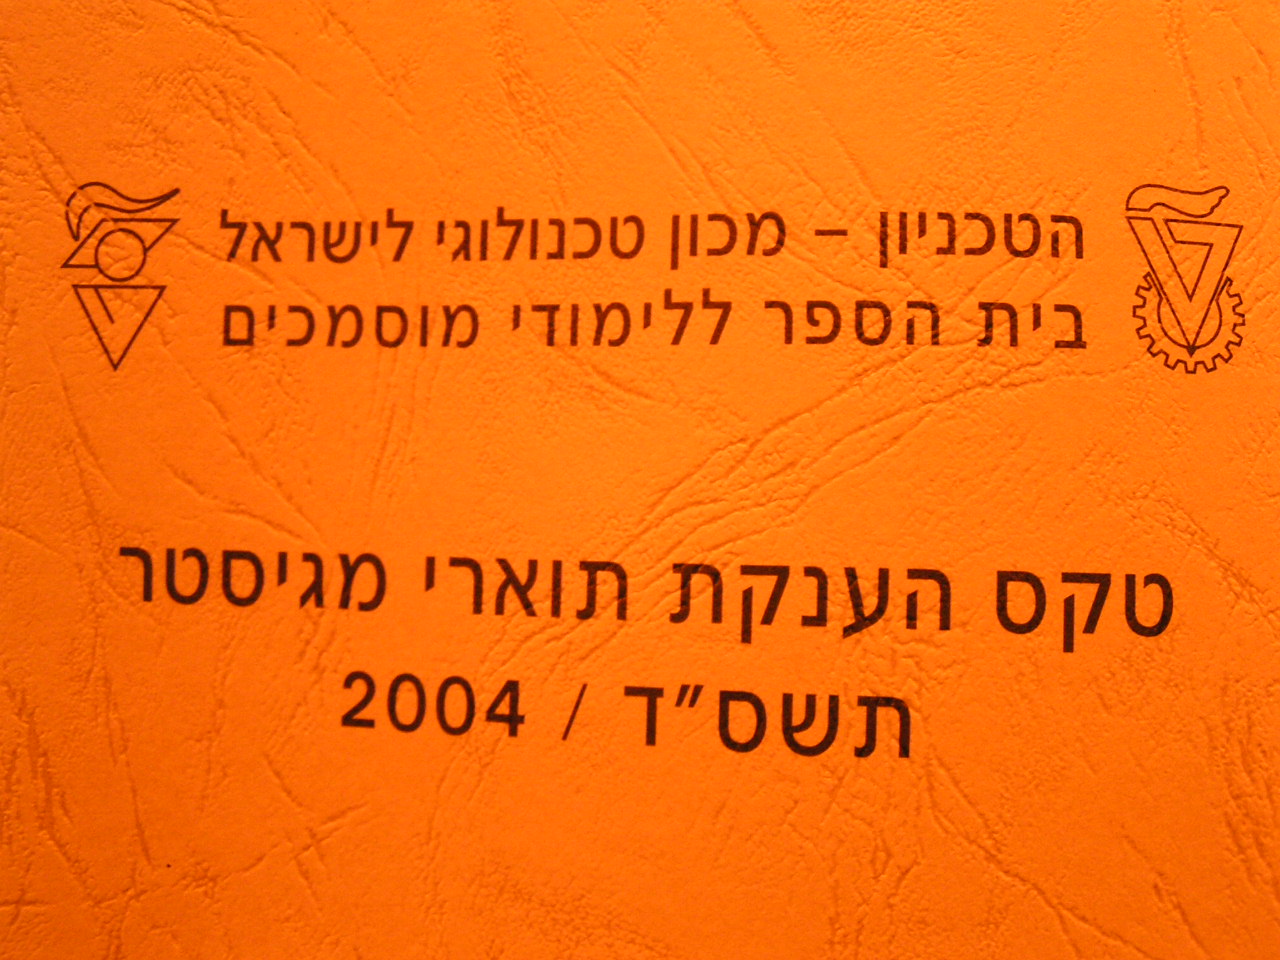 הטכניון – מכון טכנולוגי לישראל
בית הספר ללימודי מוסמכים
טקס הענקת תוארי מגיסטר
תשס״ד / 2004